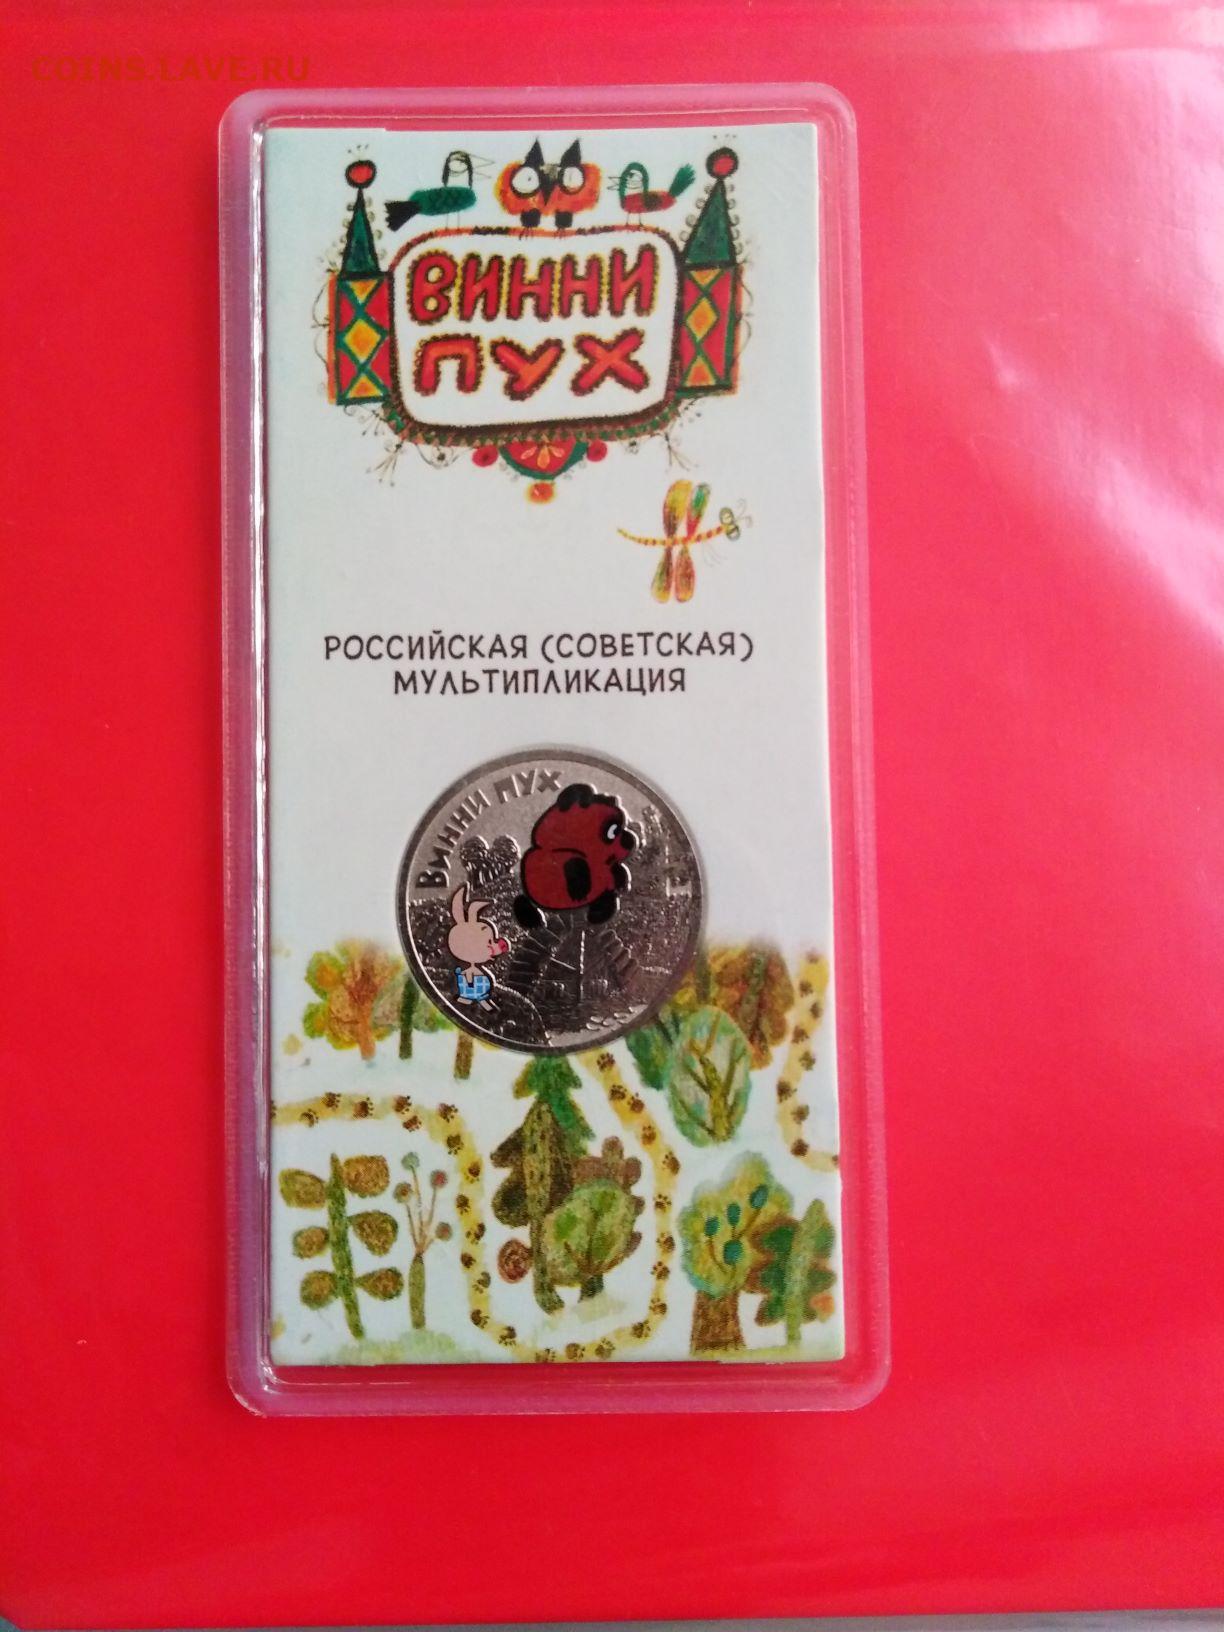 COINS.LAVE.RU
ВИННИ
ПУХ
РОССИЙСКАЯ (СОВЕТСКАЯ)
МУЛЬТИПЛИКАЦИЯ
Винни Пух